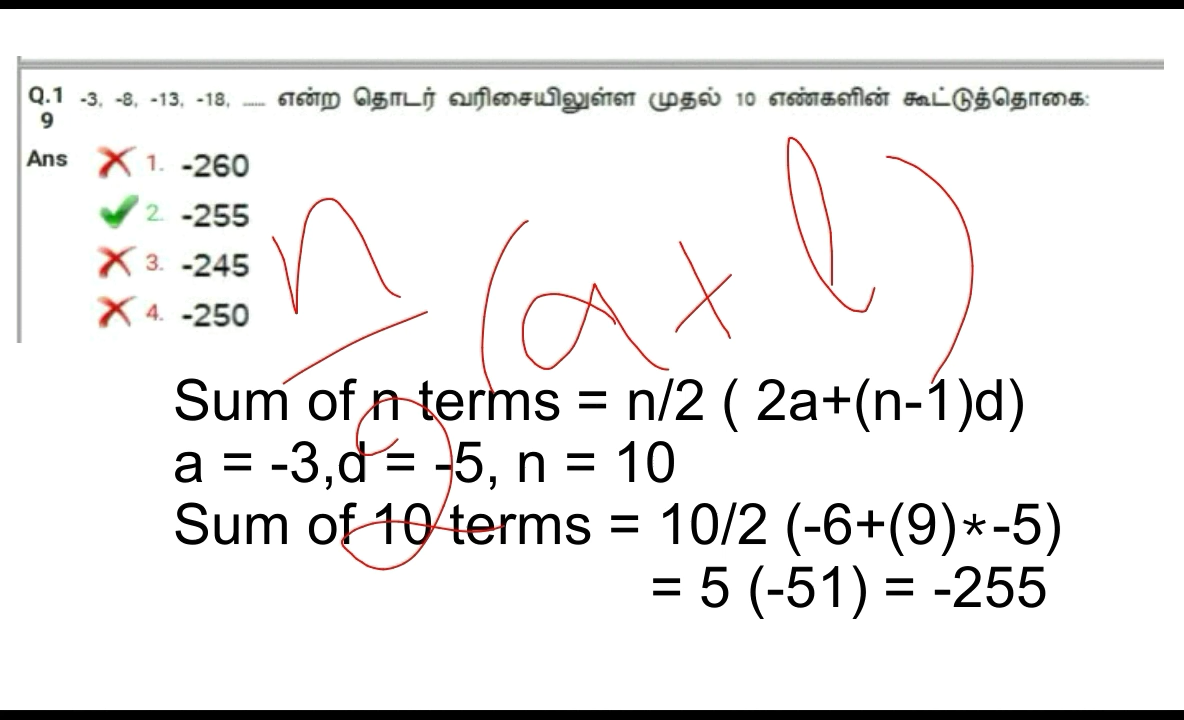 Q.1 -3, -8, -13, -18, ...... என்ற தொடர் வரிசையிலுள்ள முதல் 10 எண்களின் கூட்டுத்தொகை:
9
Ans 1. -260
2. -255
3. -245
4. -250
n/2 (a+l)
Sum of n terms = n/2 ( 2a+(n-1)d)
a = -3,d = -5, n = 10
Sum of 10 terms = 10/2 (-6+(9)*-5)
= 5 (-51) = -255